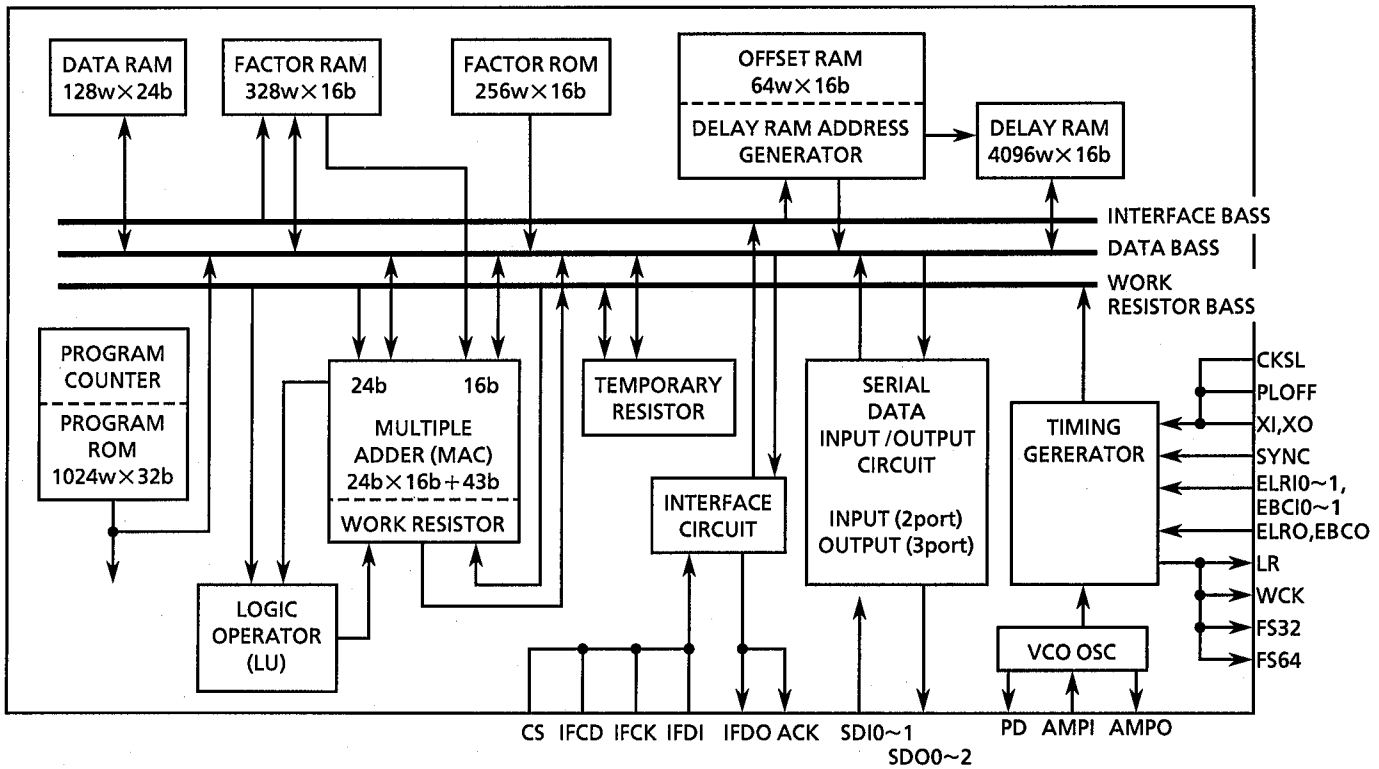 DATA RAM
128w×24b
FACTOR RAM
328w×16b
FACTOR ROM
256w×16b
OFFSET RAM
64w×16b
DELAY RAM ADDRESS
GENERATOR
DELAY RAM
4096w×16b
INTERFACE BASS
DATA BASS
WORK
RESISTOR BASS
PROGRAM
COUNTER
PROGRAM
ROM
1024w×32b
24b 16b
MULTIPLE
ADDER (MAC)
24b×16b+43b
WORK RESISTOR
TEMPORARY
RESISTOR
LOGIC
OPERATOR
(LU)
INTERFACE
CIRCUIT
SERIAL
DATA
INPUT/OUTPUT
CIRCUIT
INPUT (2port)
OUTPUT (3port)
TIMING
GERERATOR
VCO OSC
CKSL
PLOFF
XI,XO
SYNC
ELRI0~1,
EBCI0~1
ELRO,EBCO
LR
WCK
FS32
FS64
CS IFCD IFCK IFDI IFDO ACK SDI0~1
SDO0~2
PD AMPI AMPO